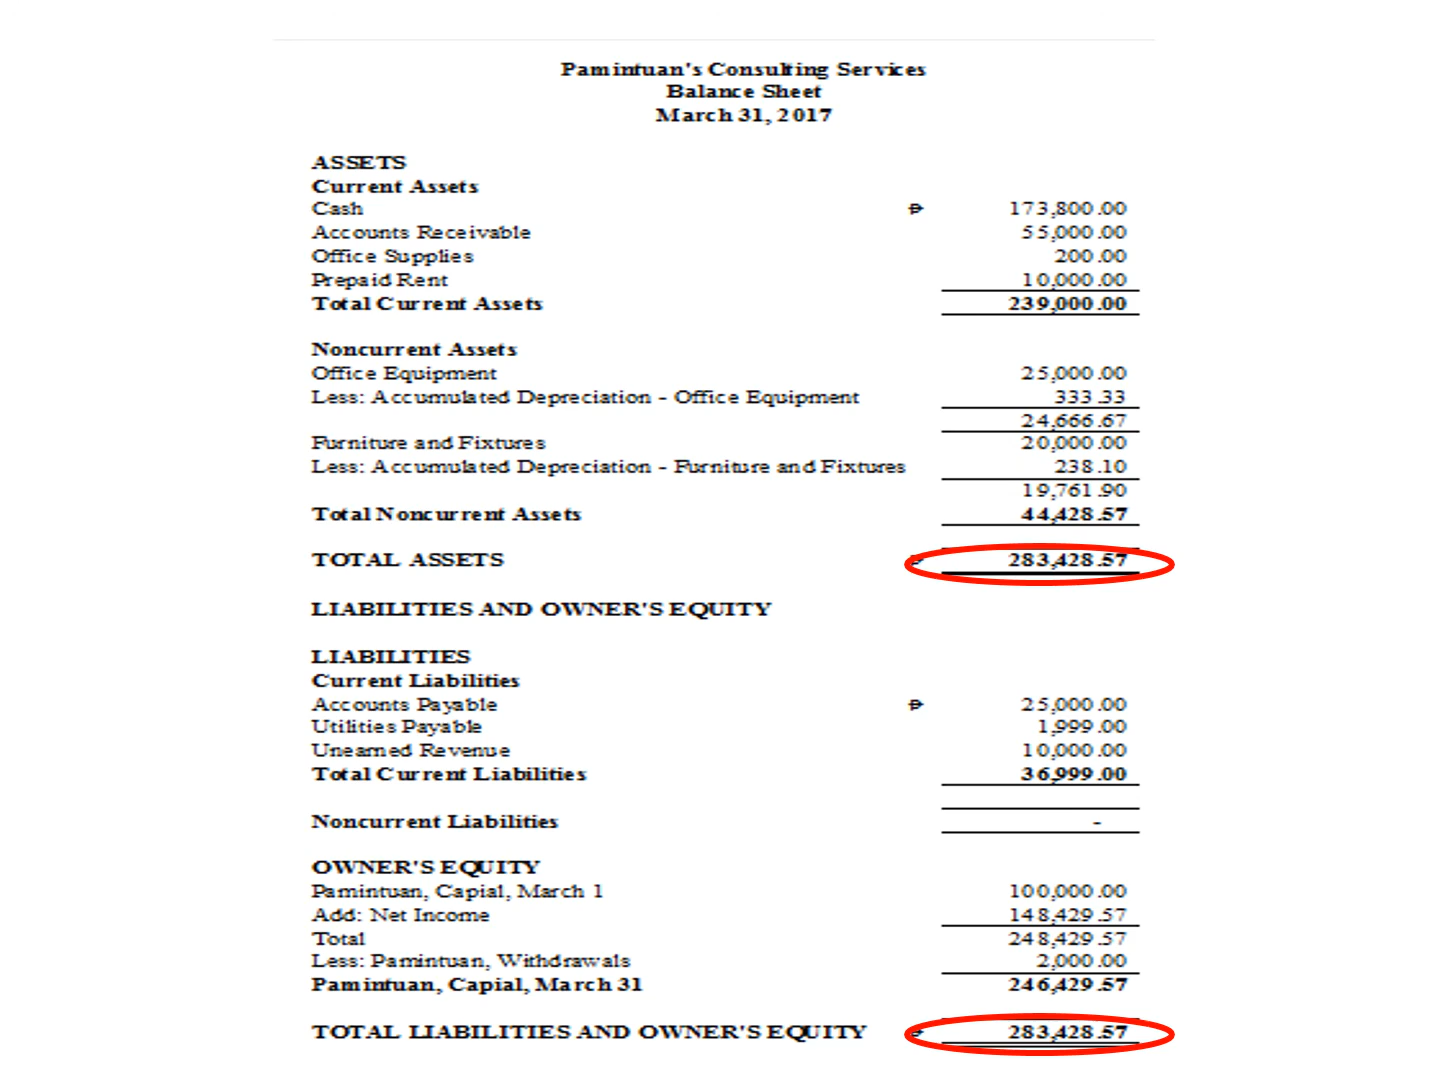 Pamintuan's Consulting Services
Balance Sheet
March 31, 2017
ASSETS
Current Assets
Cash ₱ 173,800.00
Accounts Receivable 55,000.00
Office Supplies 200.00
Prepaid Rent 10,000.00
Total Current Assets 239,000.00
Noncurrent Assets
Office Equipment 25,000.00
Less: Accumulated Depreciation - Office Equipment 333.33
24,666.67
Furniture and Fixtures 20,000.00
Less: Accumulated Depreciation - Furniture and Fixtures 238.10
19,761.90
Total Noncurrent Assets 44,428.57
TOTAL ASSETS ₱ 283,428.57
LIABILITIES AND OWNER'S EQUITY
LIABILITIES
Current Liabilities
Accounts Payable ₱ 25,000.00
Utilities Payable 1,999.00
Unearned Revenue 10,000.00
Total Current Liabilities 36,999.00
Noncurrent Liabilities -
OWNER'S EQUITY
Pamintuan, Capial, March 1 100,000.00
Add: Net Income 148,429.57
Total 248,429.57
Less: Pamintuan, Withdrawals 2,000.00
Pamintuan, Capial, March 31 246,429.57
TOTAL LIABILITIES AND OWNER'S EQUITY ₱ 283,428.57